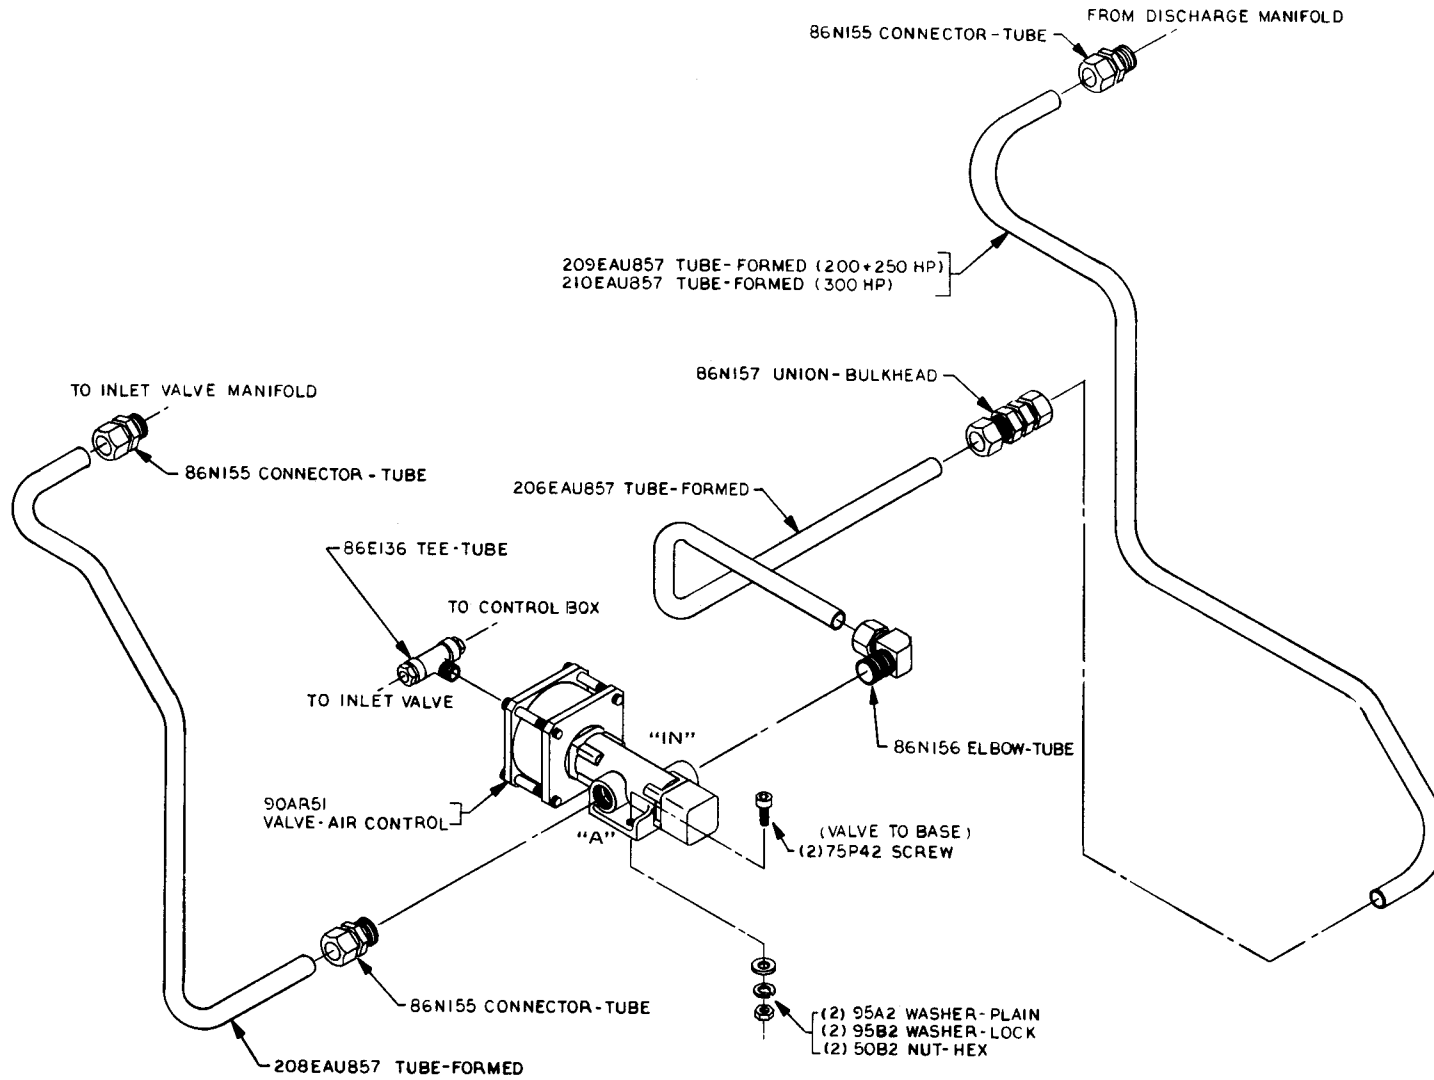 FROM DISCHARGE MANIFOLD
86N155 CONNECTOR-TUBE
209EAU857 TUBE-FORMED (200+250 HP)
210EAU857 TUBE-FORMED (300 HP)
86N157 UNION-BULKHEAD
TO INLET VALVE MANIFOLD
86N155 CONNECTOR-TUBE
206EAU857 TUBE-FORMED
86E136 TEE-TUBE
TO CONTROL BOX
TO INLET VALVE
"IN"
86N156 ELBOW-TUBE
90AR51
VALVE-AIR CONTROL
"A"
(VALVE TO BASE)
(2) 75P42 SCREW
86N155 CONNECTOR-TUBE
(2) 95A2 WASHER-PLAIN
(2) 95B2 WASHER-LOCK
(2) 50B2 NUT-HEX
208EAU857 TUBE-FORMED